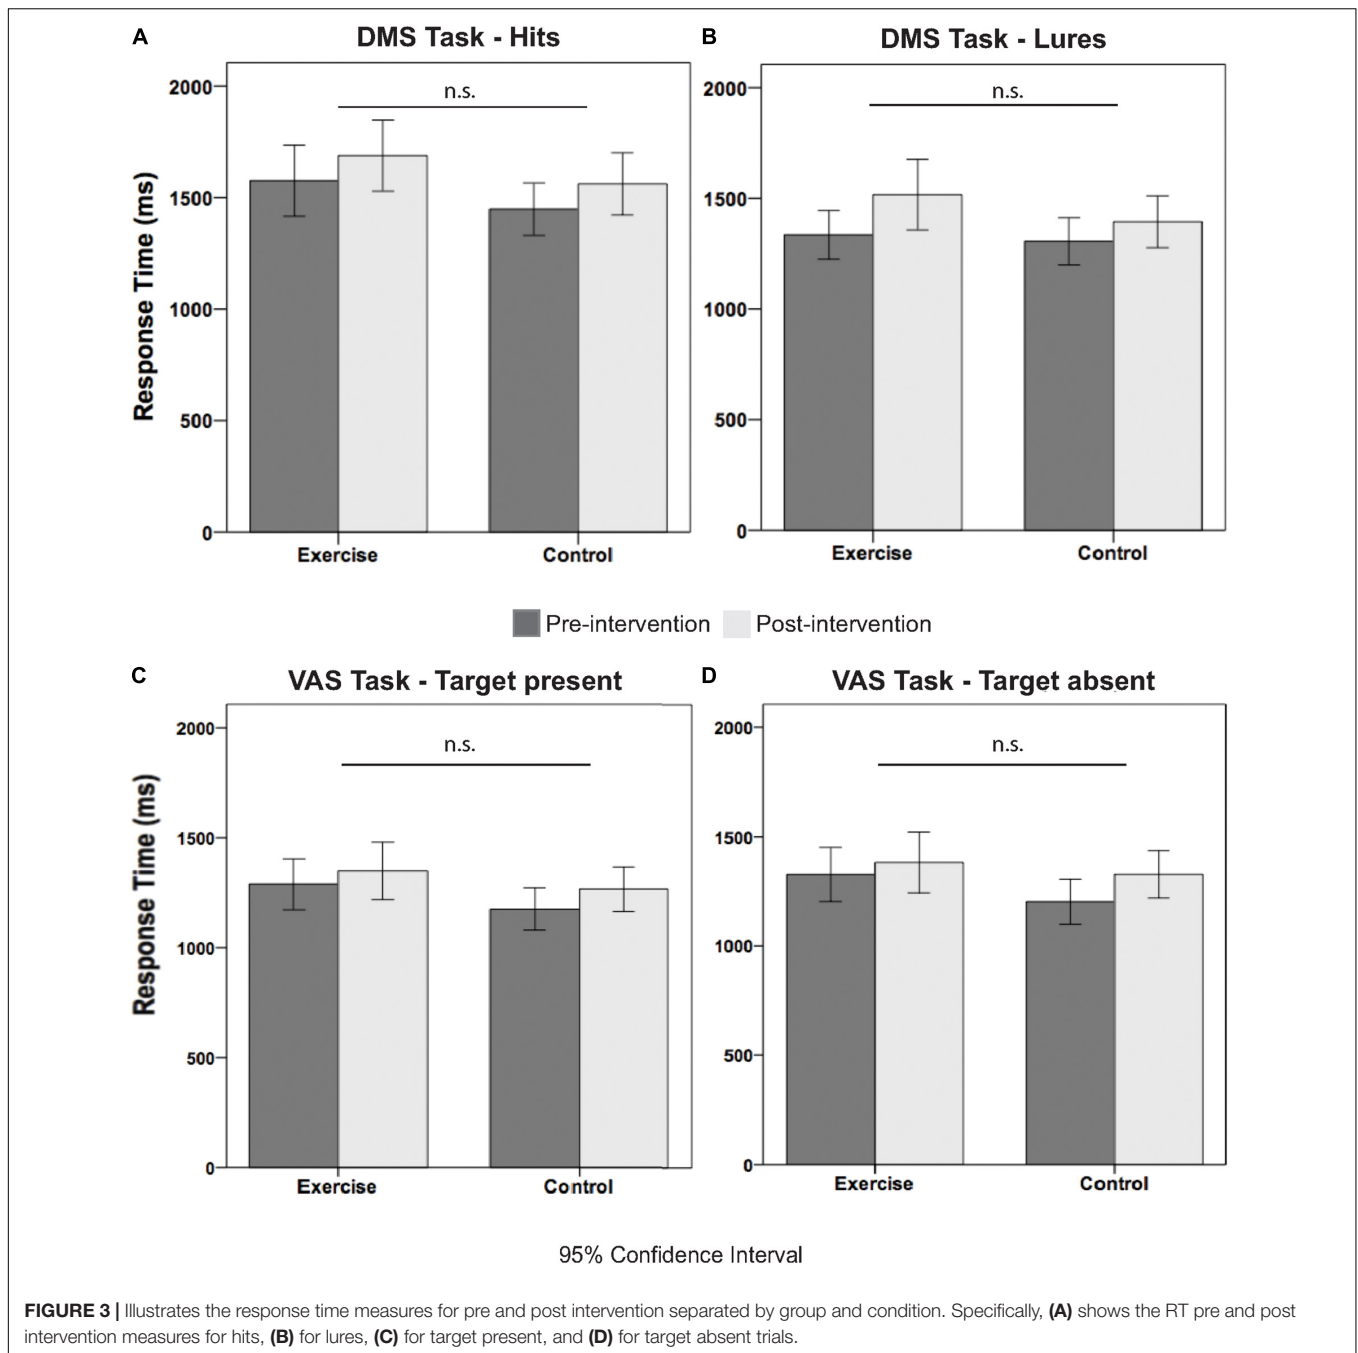 A
DMS Task - Hits
2000
n.s.
1500
1000
500
0
Response Time (ms)
Exercise
Control
B
DMS Task - Lures
2000
n.s.
1500
1000
500
0
Exercise
Control
Pre-intervention
Post-intervention
C
VAS Task - Target present
2000
n.s.
1500
1000
500
0
Response Time (ms)
Exercise
Control
D
VAS Task - Target absent
2000
n.s.
1500
1000
500
0
Exercise
Control
95% Confidence Interval
FIGURE 3 | Illustrates the response time measures for pre and post intervention separated by group and condition. Specifically, (A) shows the RT pre and post
intervention measures for hits, (B) for lures, (C) for target present, and (D) for target absent trials.